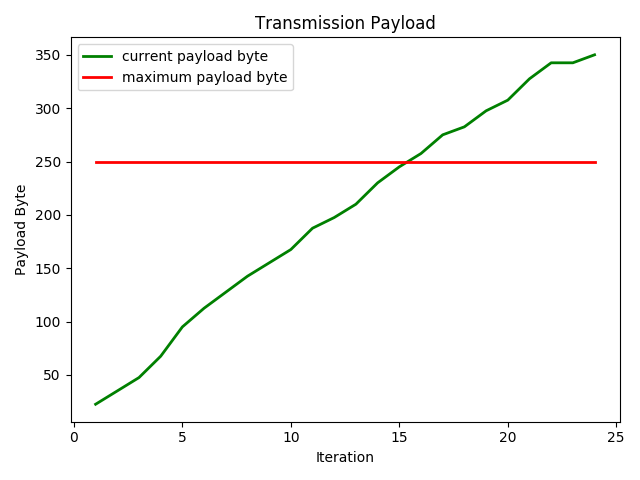 Transmission Payload
current payload byte
maximum payload byte
Payload Byte
350
300
250
200
150
100
50
0 5 10 15 20 25
Iteration